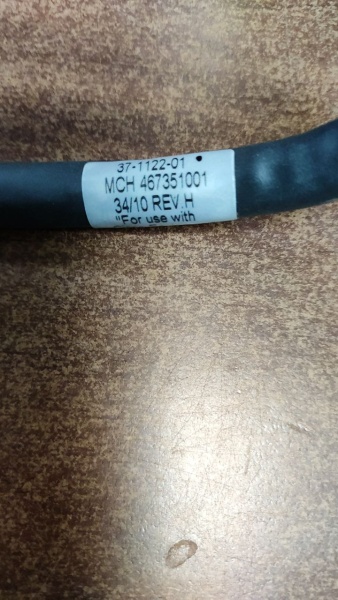 37-1122-01
MCH 467351001
34/10 REV.H
"For use with